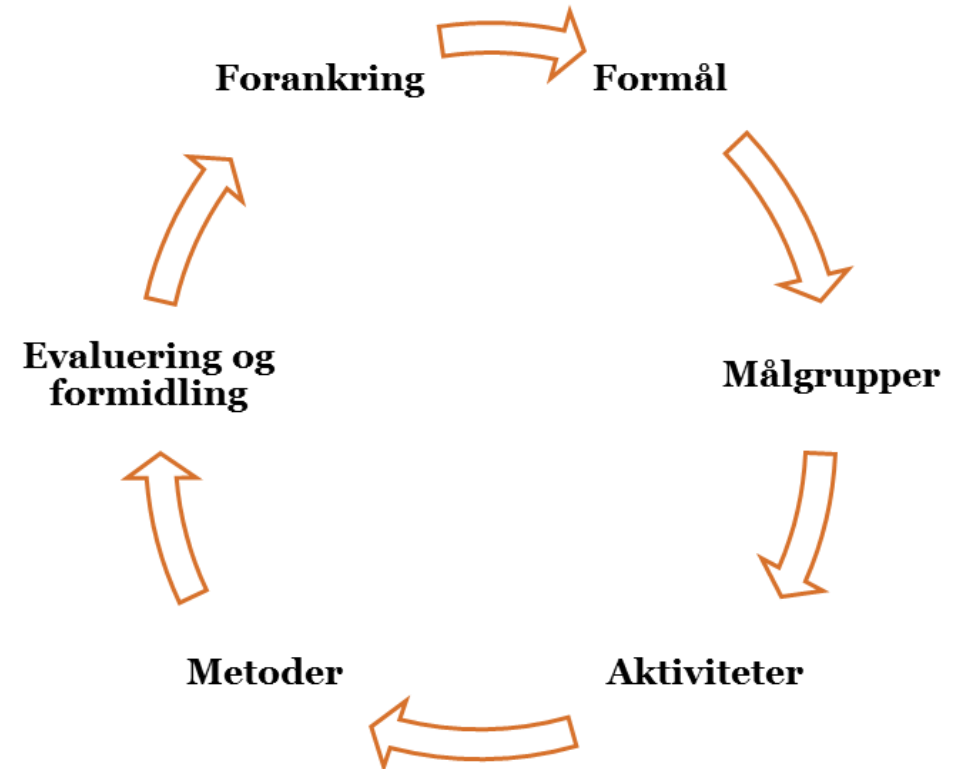 Forankring
Formål
Målgrupper
Aktiviteter
Metoder
Evaluering og
formidling